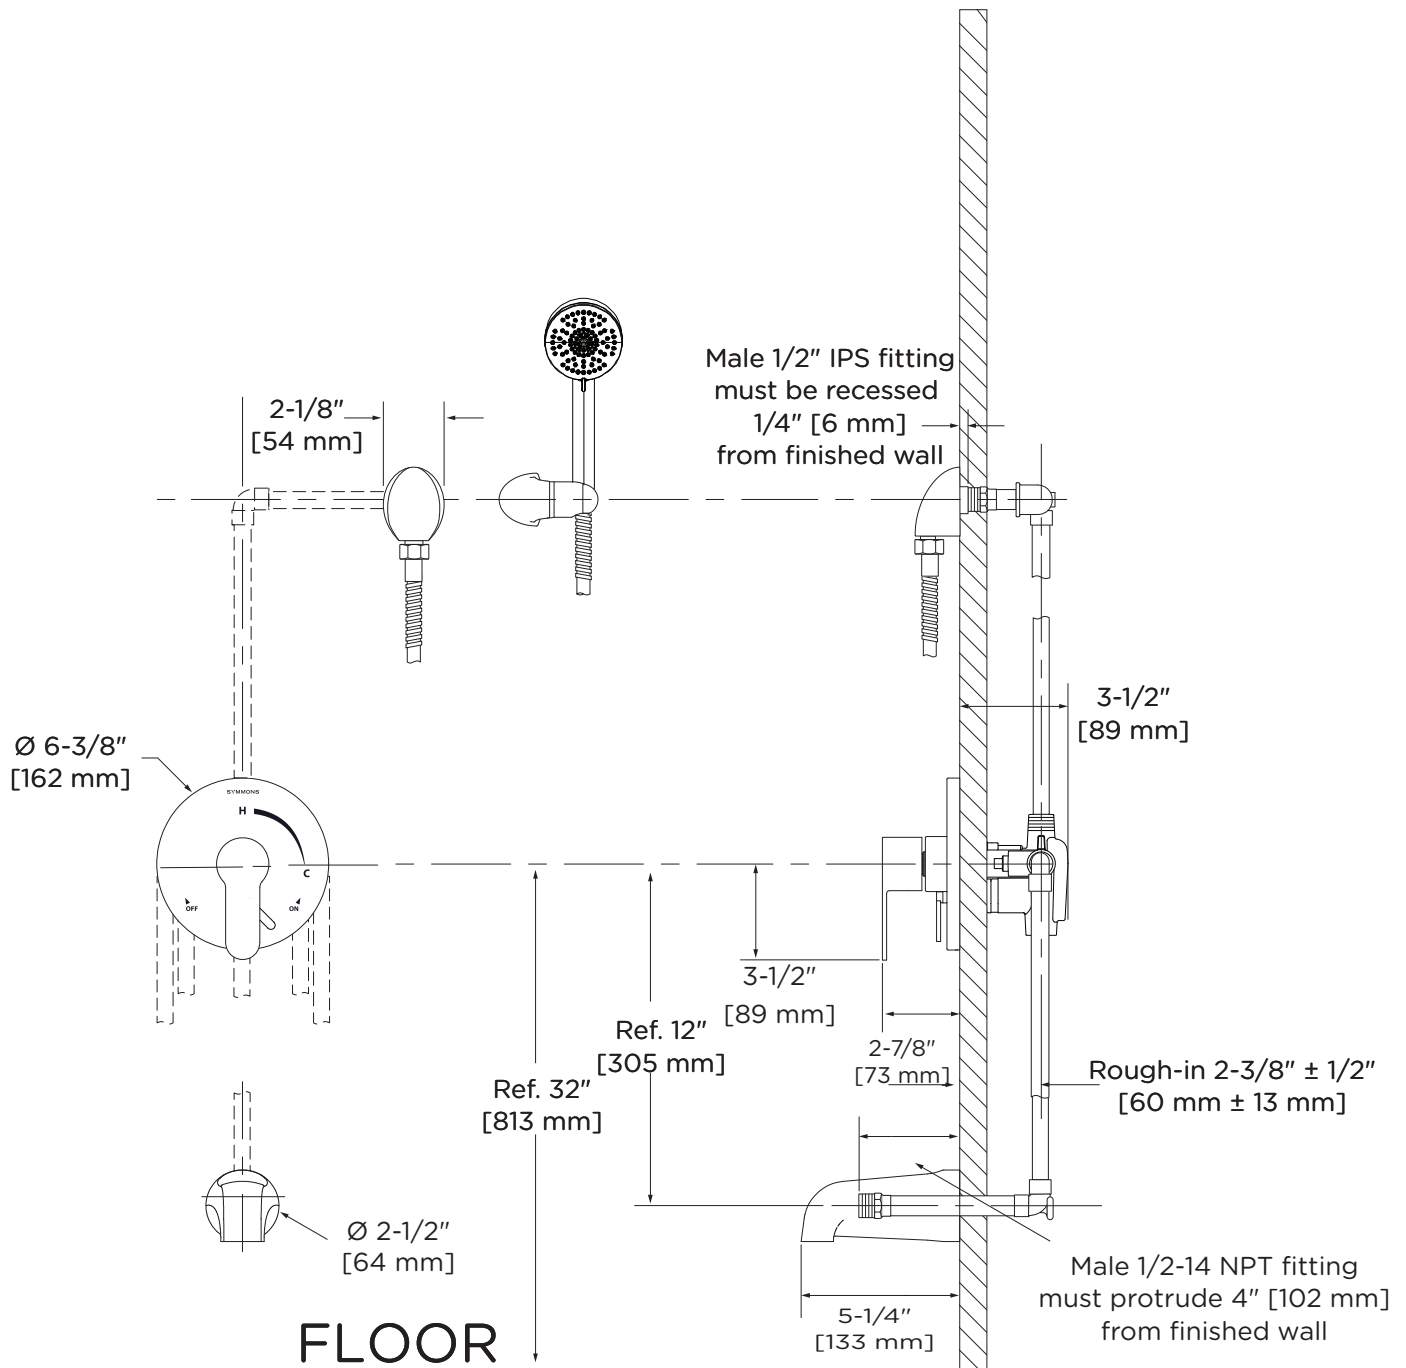 Male 1/2" IPS fitting
must be recessed
1/4" [6 mm]
from finished wall
2-1/8"
[54 mm]
3-1/2"
[89 mm]
Ø 6-3/8"
[162 mm]
SYMMONS
H
C
OFF
ON
3-1/2"
[89 mm]
Ref. 12"
[305 mm]
2-7/8"
[73 mm]
Ref. 32"
[813 mm]
Rough-in 2-3/8" ± 1/2"
[60 mm ± 13 mm]
Ø 2-1/2"
[64 mm]
Male 1/2-14 NPT fitting
must protrude 4" [102 mm]
from finished wall
5-1/4"
[133 mm]
FLOOR